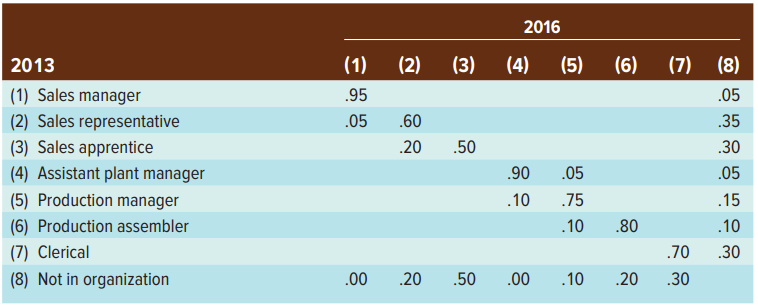 2016
2013 (1) (2) (3) (4) (5) (6) (7) (8)
(1) Sales manager .95 .05
(2) Sales representative .05 .60 .35
(3) Sales apprentice .20 .50 .30
(4) Assistant plant manager .90 .05 .05
(5) Production manager .10 .75 .15
(6) Production assembler .10 .80 .10
(7) Clerical .70 .30
(8) Not in organization .00 .20 .50 .00 .10 .20 .30